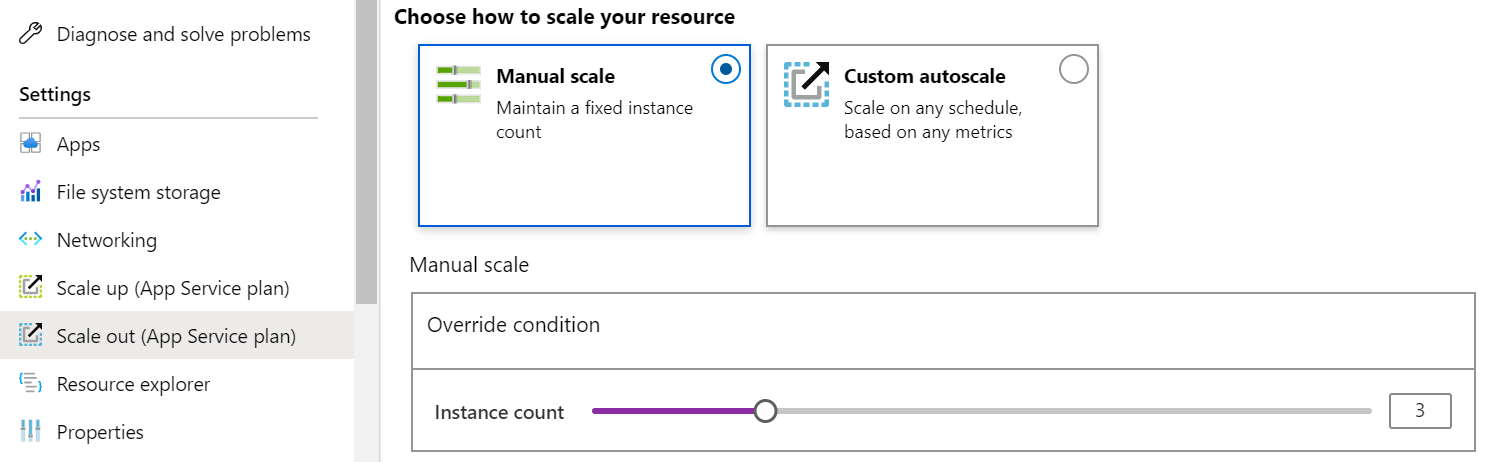 Diagnose and solve problems
Settings
Apps
File system storage
Networking
Scale up (App Service plan)
Scale out (App Service plan)
Resource explorer
Properties
Choose how to scale your resource
Manual scale
Maintain a fixed instance
count
Custom autoscale
Scale on any schedule,
based on any metrics
Manual scale
Override condition
Instance count
3